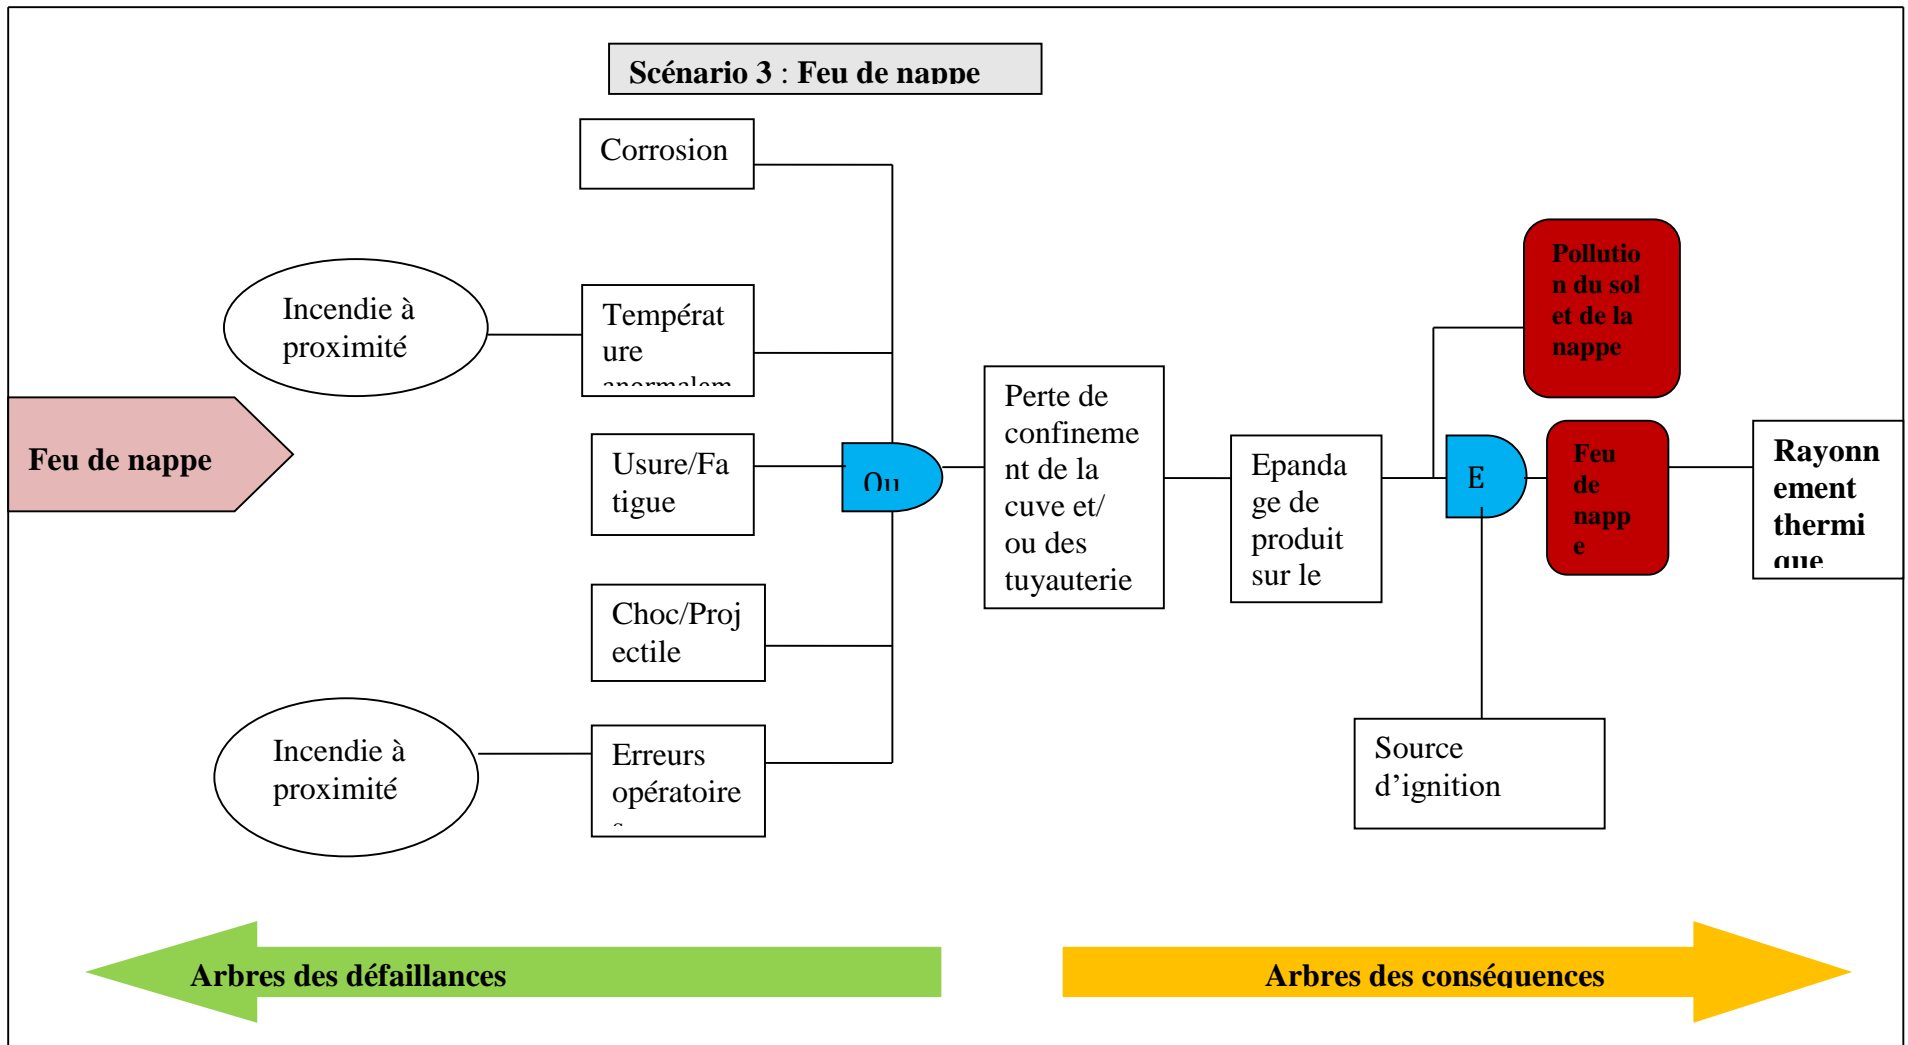 Scénario 3 : Feu de nappe
Corrosion
Incendie à
proximité
Températ
ure
anormalem
Feu de nappe
Usure/Fa
tigue
Ou
Perte de
confineme
nt de la
cuve et/
ou des
tuyauterie
Epanda
ge de
produit
sur le
E
Pollutio
n du sol
et de la
nappe
Feu
de
napp
e
Rayonn
ement
thermi
que
Choc/Proj
ectile
Incendie à
proximité
Erreurs
opératoire
s
Source
d’ignition
Arbres des défaillances
Arbres des conséquences